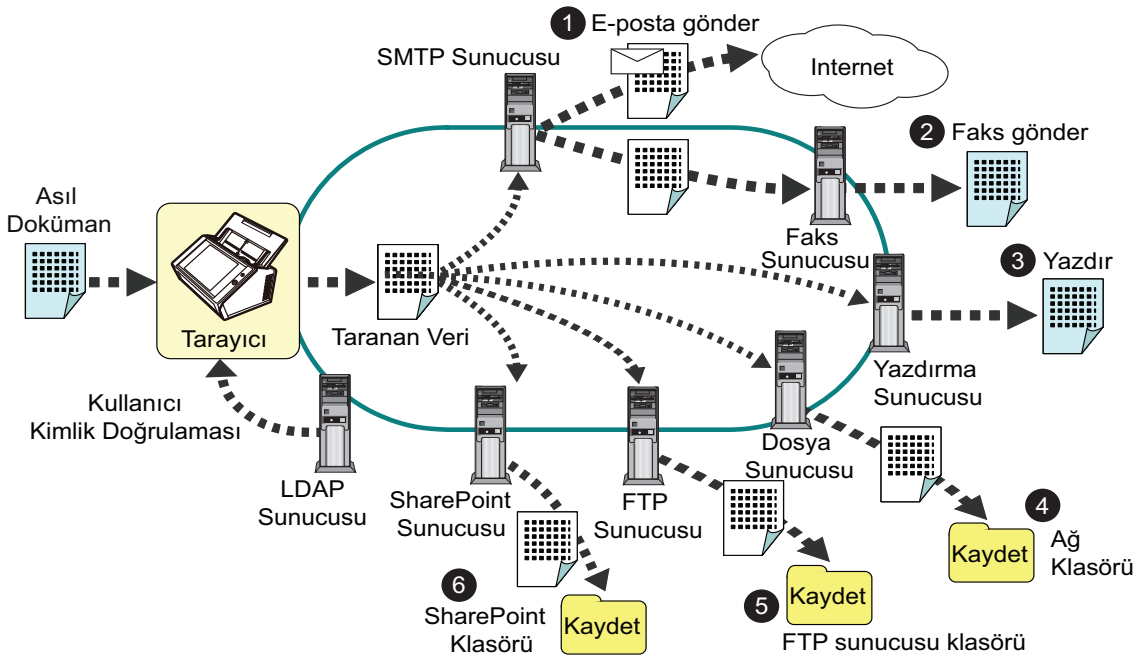 1 E-posta gönder
SMTP Sunucusu
Internet
2 Faks gönder
Asıl
Doküman
Faks
Sunucusu
3 Yazdır
Tarayıcı
Taranan Veri
Yazdırma
Sunucusu
Kullanıcı
Kimlik Doğrulaması
Dosya
Sunucusu
LDAP
Sunucusu
SharePoint
Sunucusu
FTP
Sunucusu
4
Ağ
Klasörü
Kaydet
5
Kaydet
FTP sunucusu klasörü
6
SharePoint
Klasörü
Kaydet